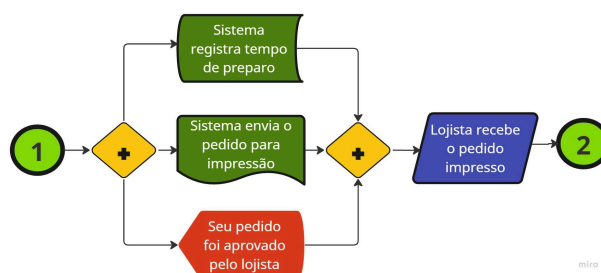 Sistema
registra tempo
de preparo
1
Sistema envia o
pedido para
impressão
Lojista recebe
o pedido
impresso
2
Seu pedido
foi aprovado
pelo lojista
miro